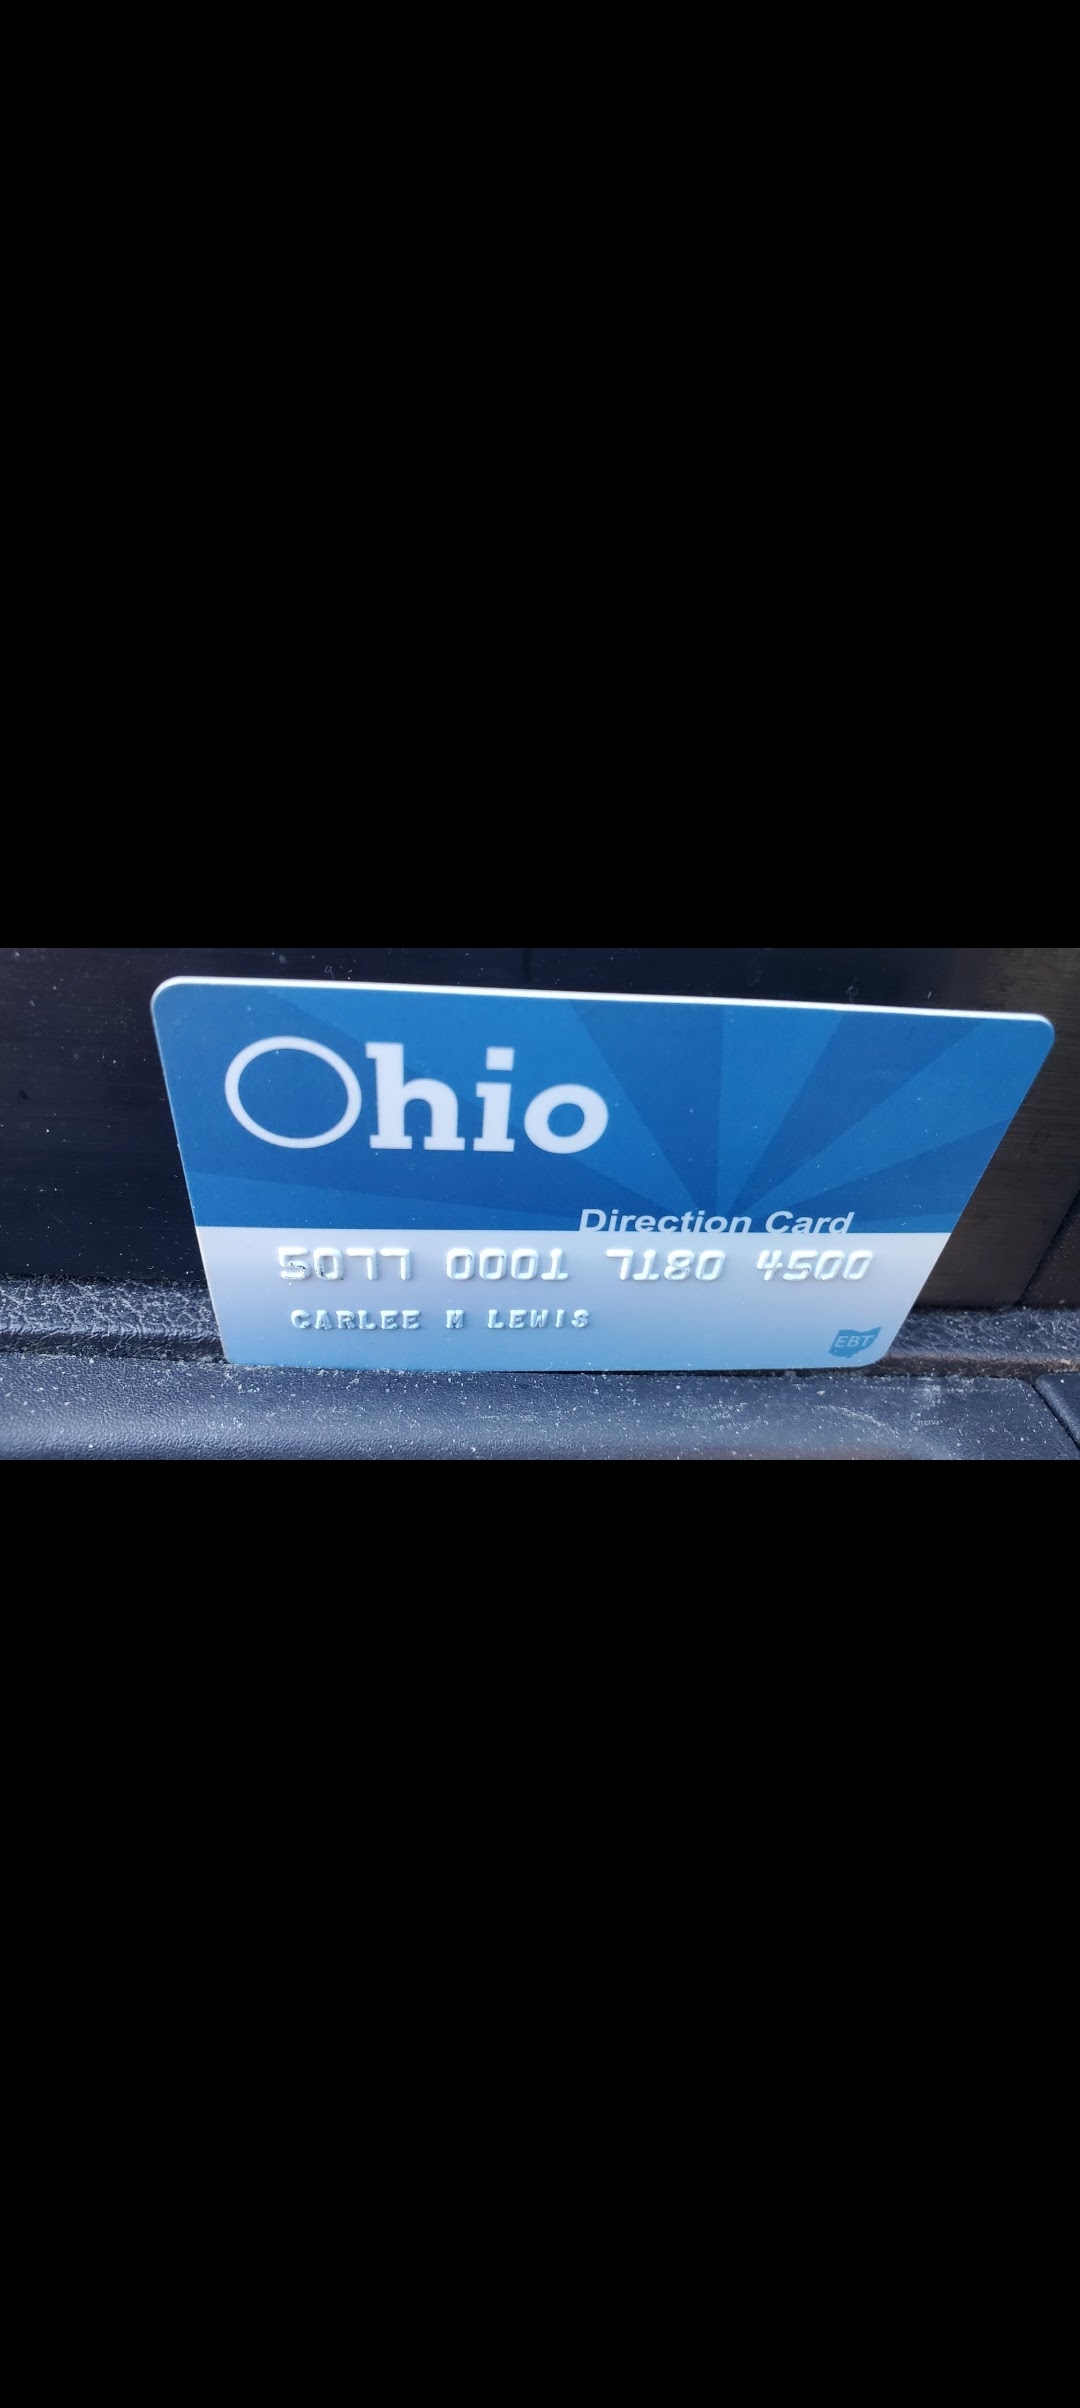 Ohio
Direction Card
5077 0001 7180 4500
CARLEE M LEWIS
EBT